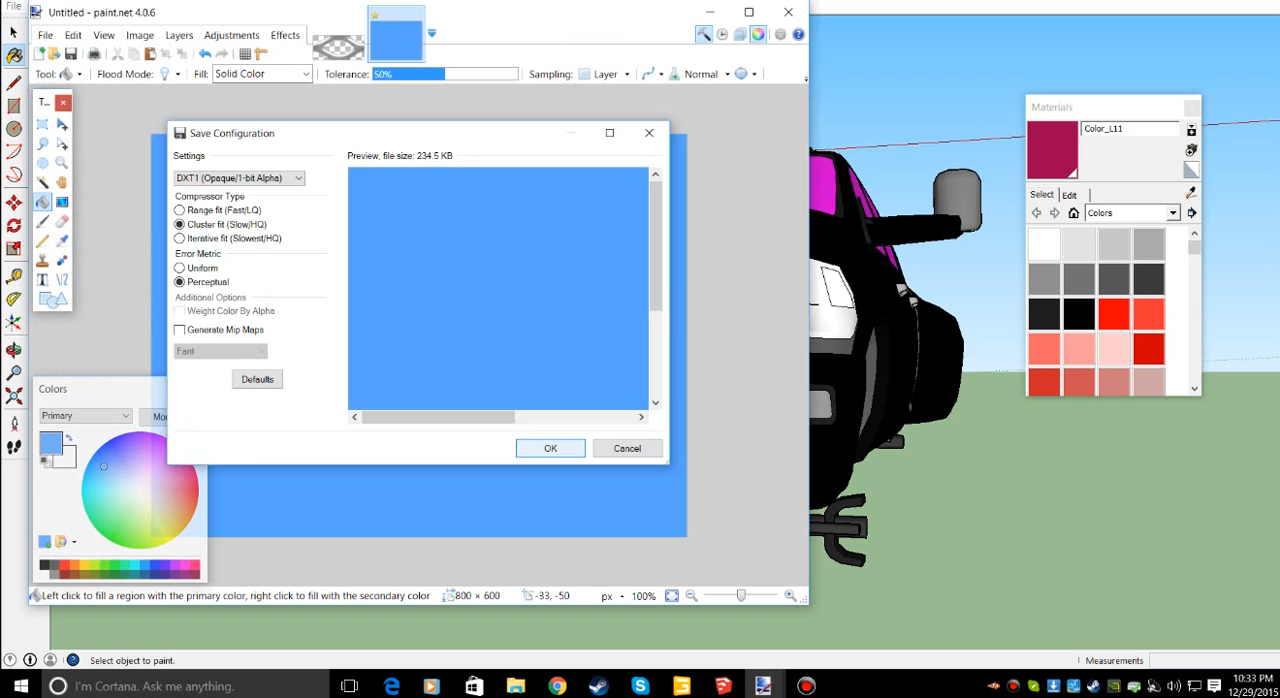 File
Untitled - paint.net 4.0.6
File Edit View Image Layers Adjustments Effects
Tool: Flood Mode: Fill: Solid Color Tolerance: 50% Sampling: Layer Normal
T...
Save Configuration
Settings
Preview, file size: 234.5 KB
DXT1 (Opaque/1-bit Alpha)
Compressor Type
Range fit (Fast/LQ)
Cluster fit (Slow/HQ)
Iterative fit (Slowest/HQ)
Error Metric
Uniform
Perceptual
Additional Options
Weight Color By Alpha
Generate Mip Maps
Fant
Defaults
OK Cancel
Colors
Primary
Left click to fill a region with the primary color, right click to fill with the secondary color 800 × 600 -33, -50 px 100%
Materials
Color_L11
Select Edit
Colors
Select object to paint.
Measurements
I'm Cortana. Ask me anything.
10:33 PM
12/29/2015